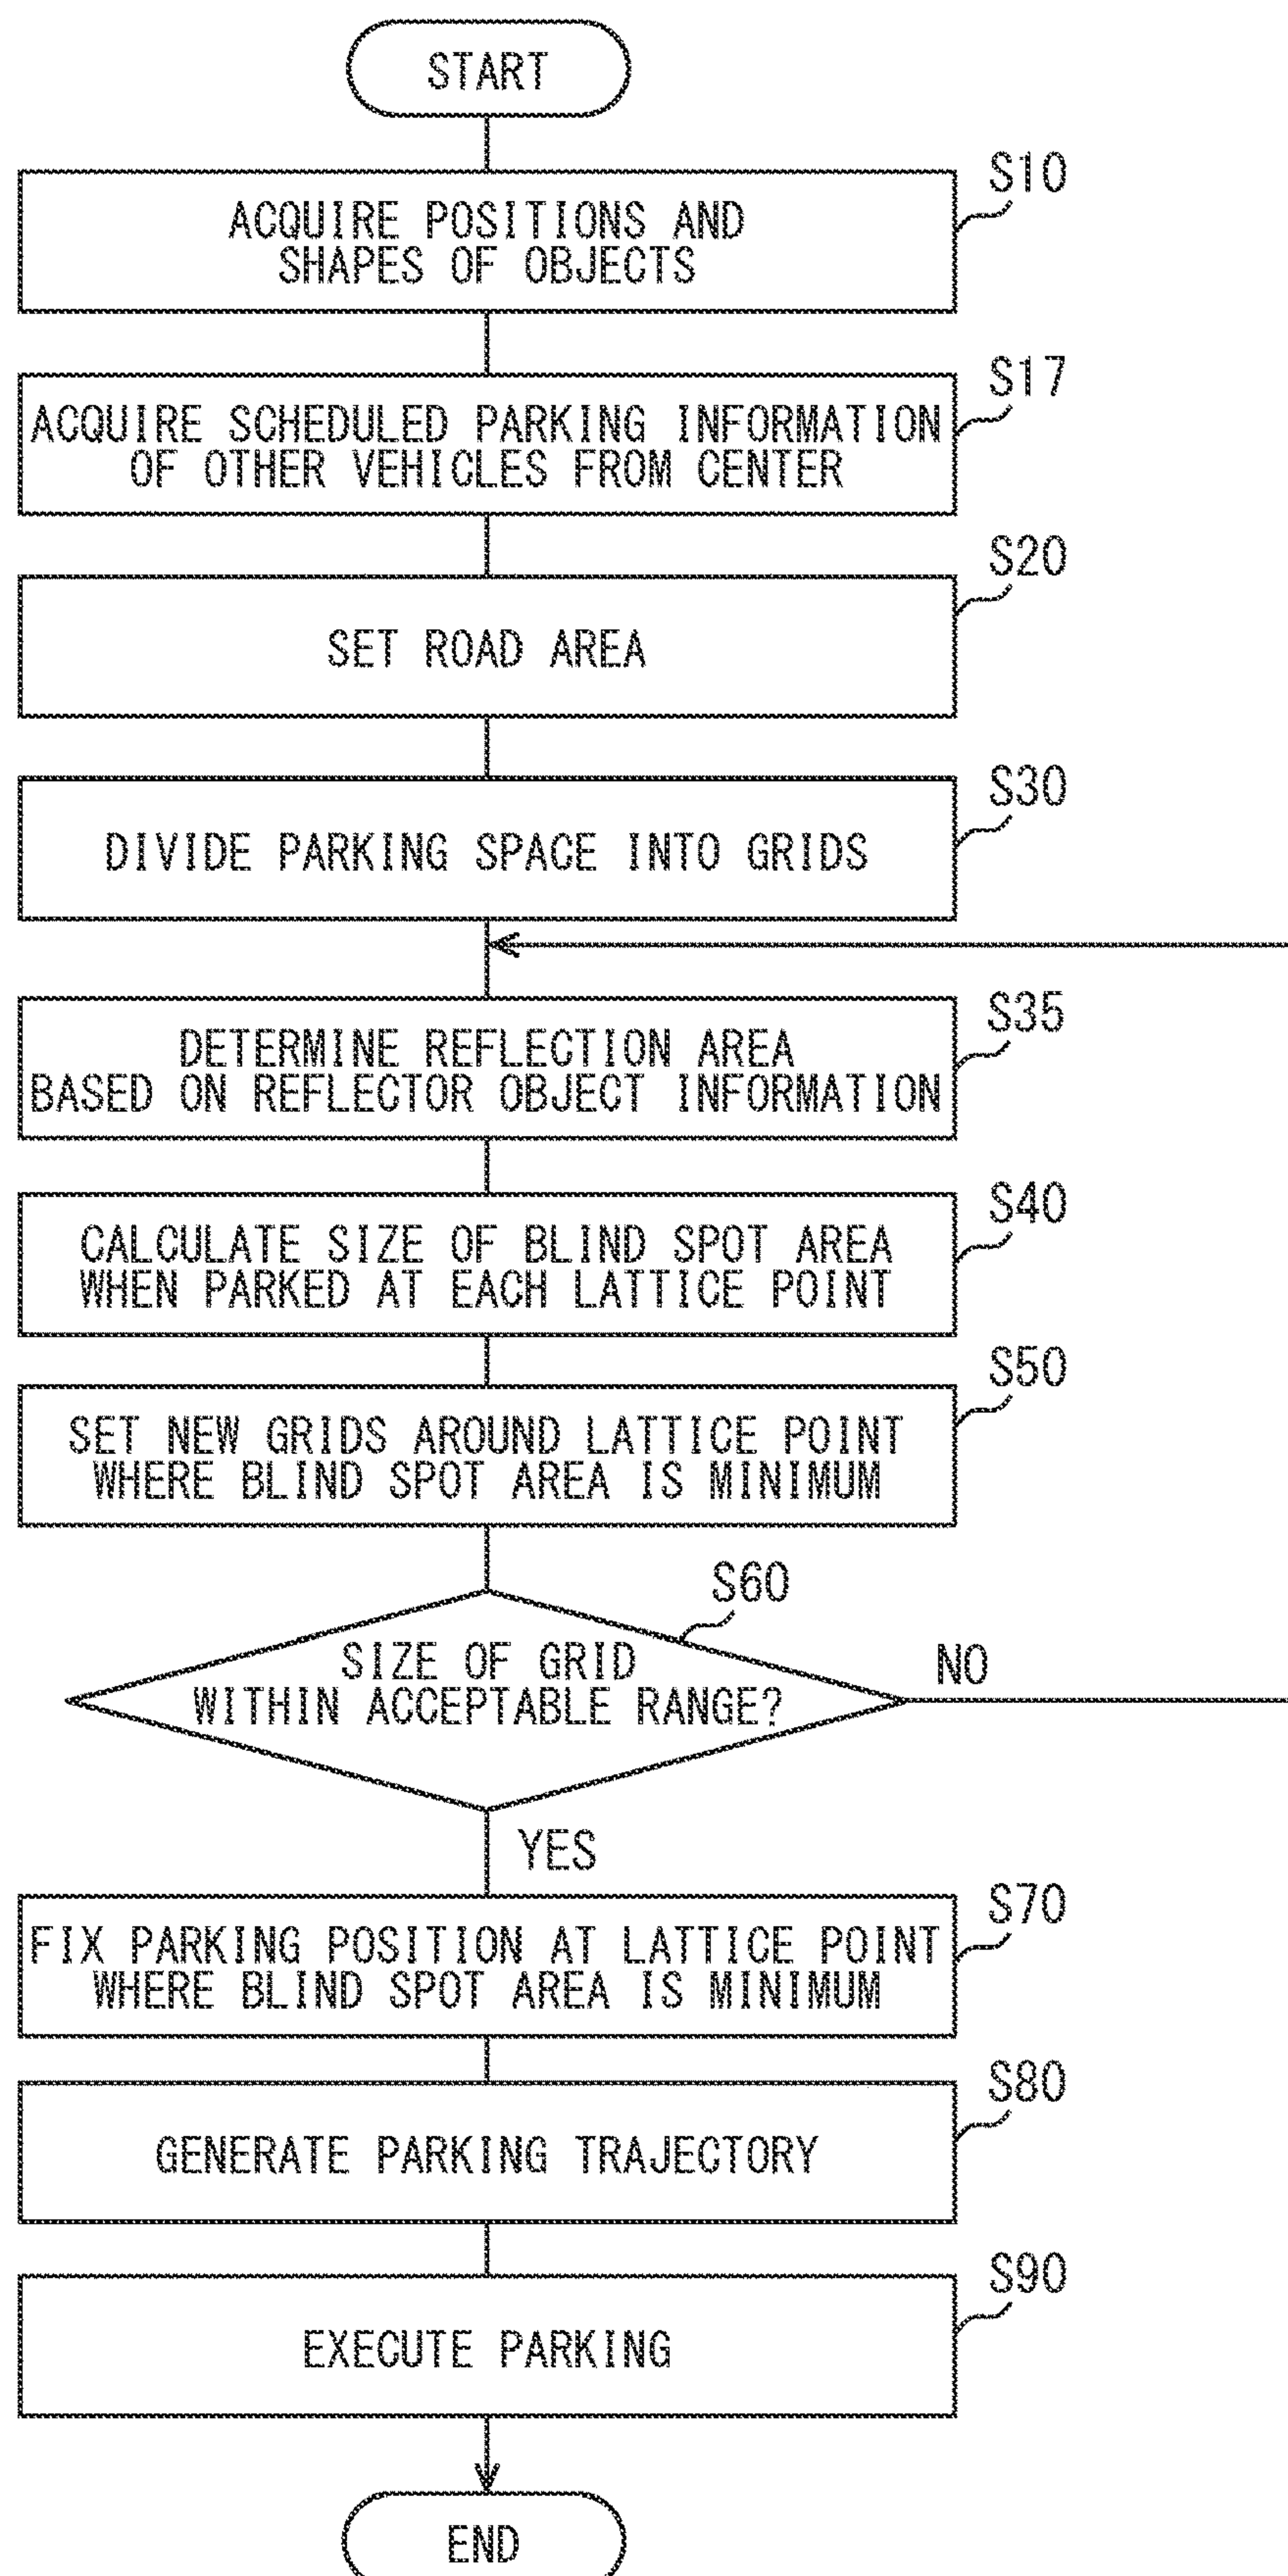 START
S10
ACQUIRE POSITIONS AND
SHAPES OF OBJECTS
S17
ACQUIRE SCHEDULED PARKING INFORMATION
OF OTHER VEHICLES FROM CENTER
S20
SET ROAD AREA
S30
DIVIDE PARKING SPACE INTO GRIDS
S35
DETERMINE REFLECTION AREA
BASED ON REFLECTOR OBJECT INFORMATION
S40
CALCULATE SIZE OF BLIND SPOT AREA
WHEN PARKED AT EACH LATTICE POINT
S50
SET NEW GRIDS AROUND LATTICE POINT
WHERE BLIND SPOT AREA IS MINIMUM
S60
SIZE OF GRID
WITHIN ACCEPTABLE RANGE?
NO
YES
S70
FIX PARKING POSITION AT LATTICE POINT
WHERE BLIND SPOT AREA IS MINIMUM
S80
GENERATE PARKING TRAJECTORY
S90
EXECUTE PARKING
END